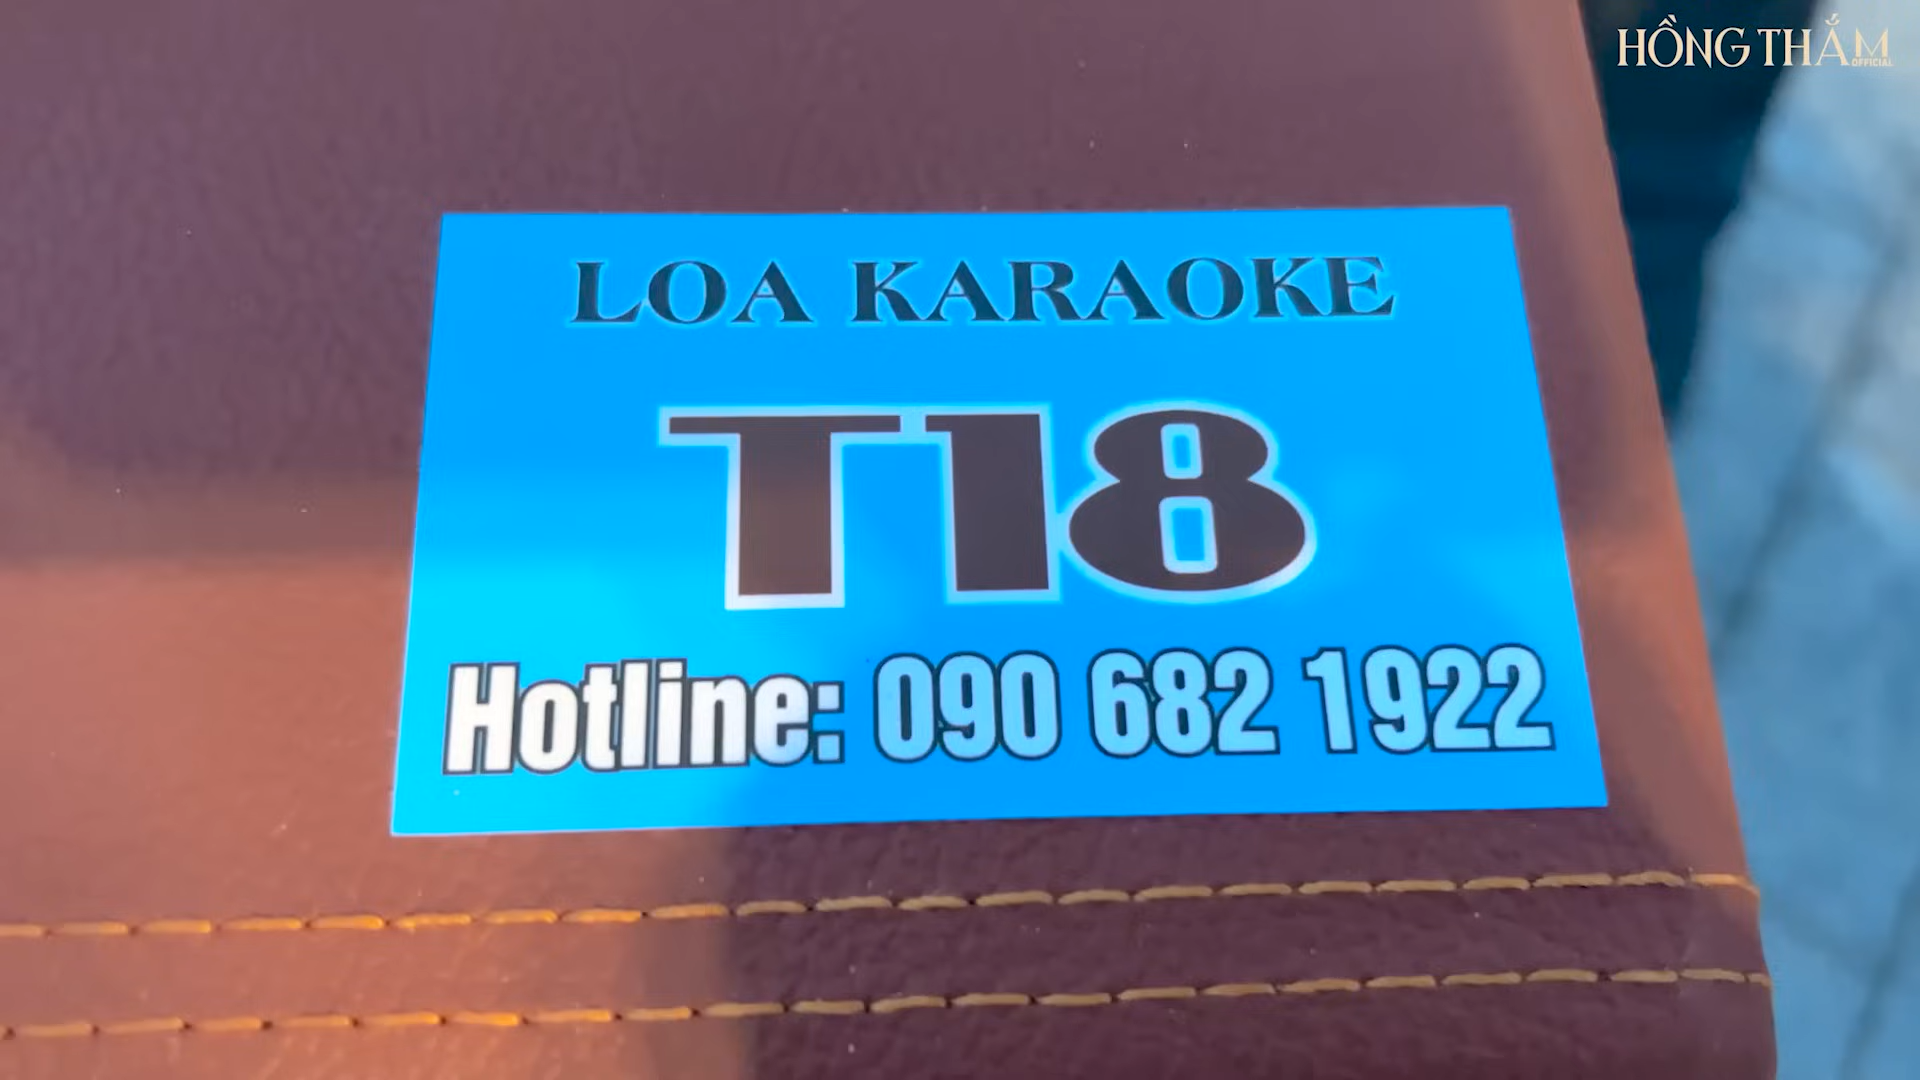 HỒNG THẮM
OFFICIAL
LOA KARAOKE
T18
Hotline: 090 682 1922